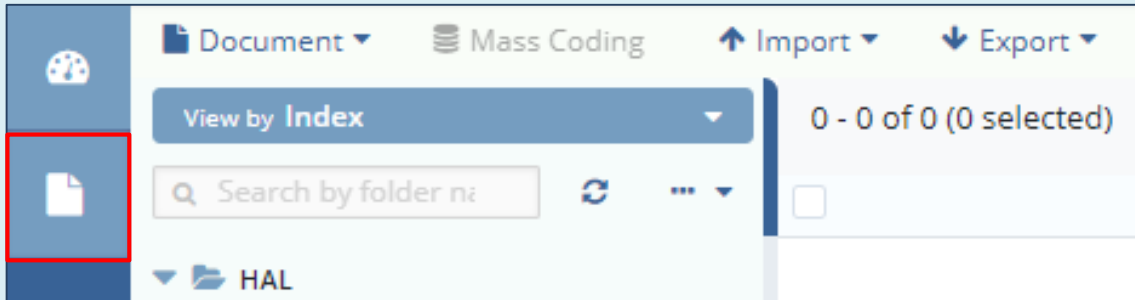 Document Mass Coding Import Export
View by Index
0 - 0 of 0 (0 selected)
Search by folder na
HAL